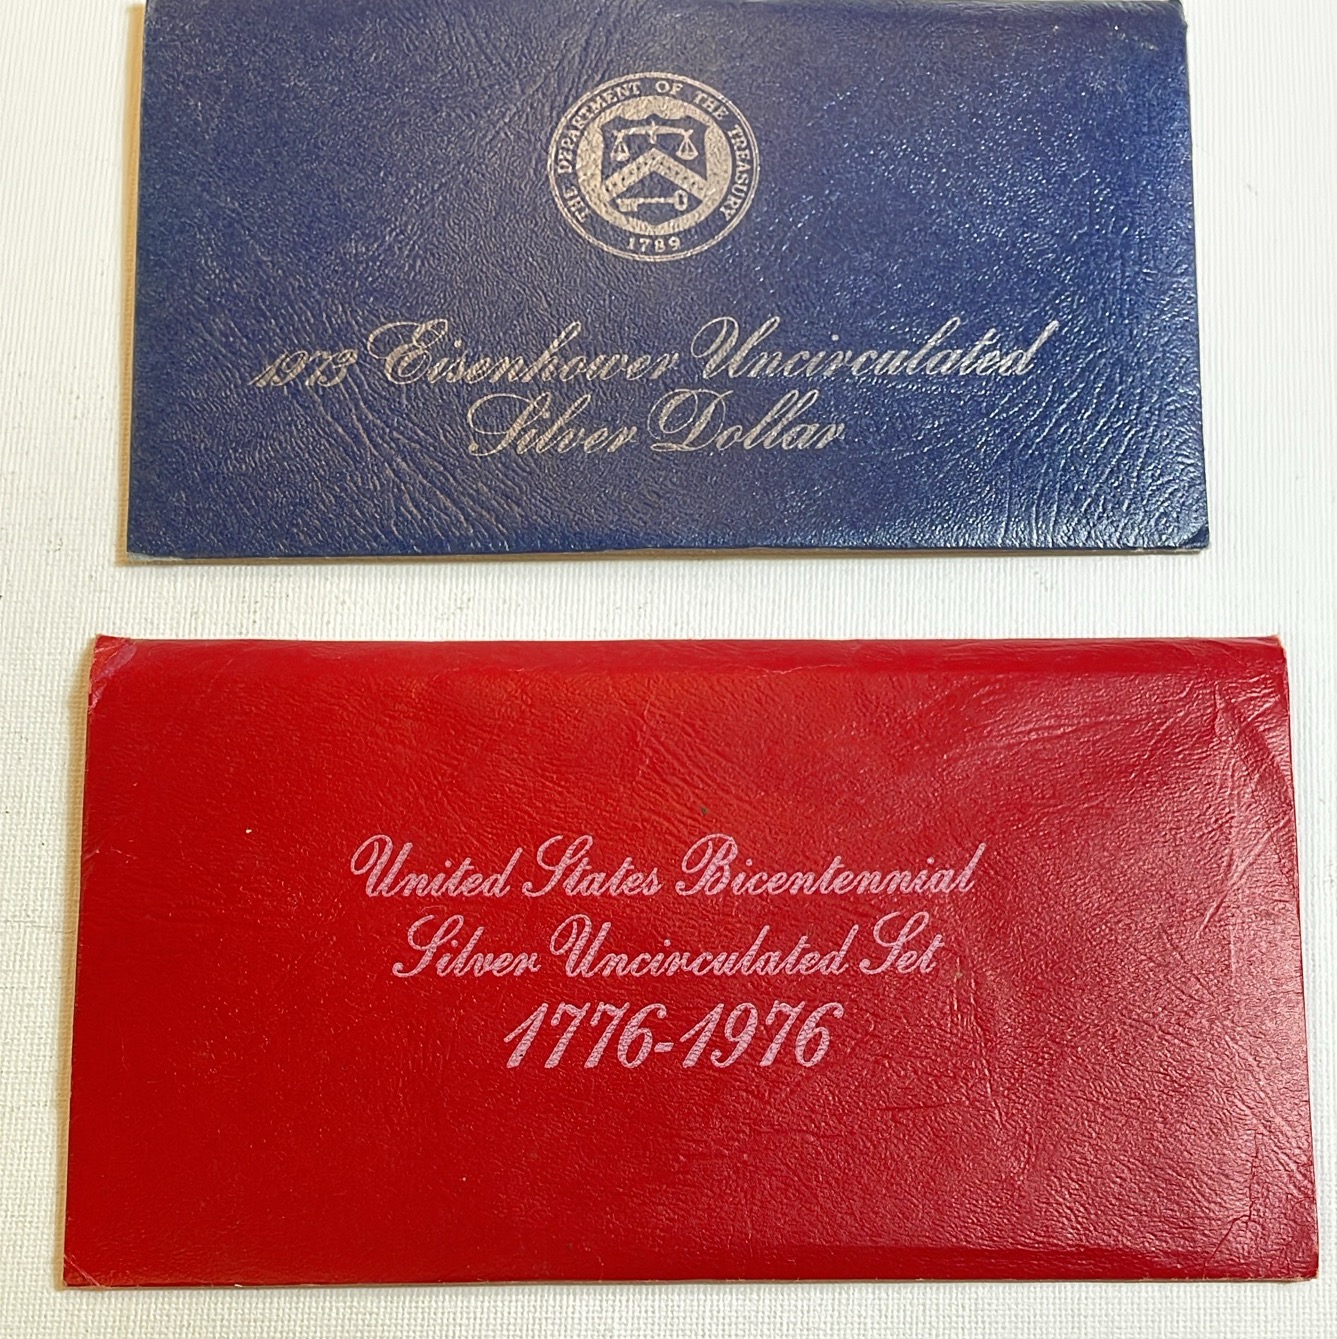 THE DEPARTMENT OF THE TREASURY
1789
1973 Eisenhower Uncirculated
Silver Dollar
United States Bicentennial
Silver Uncirculated Set
1776-1976